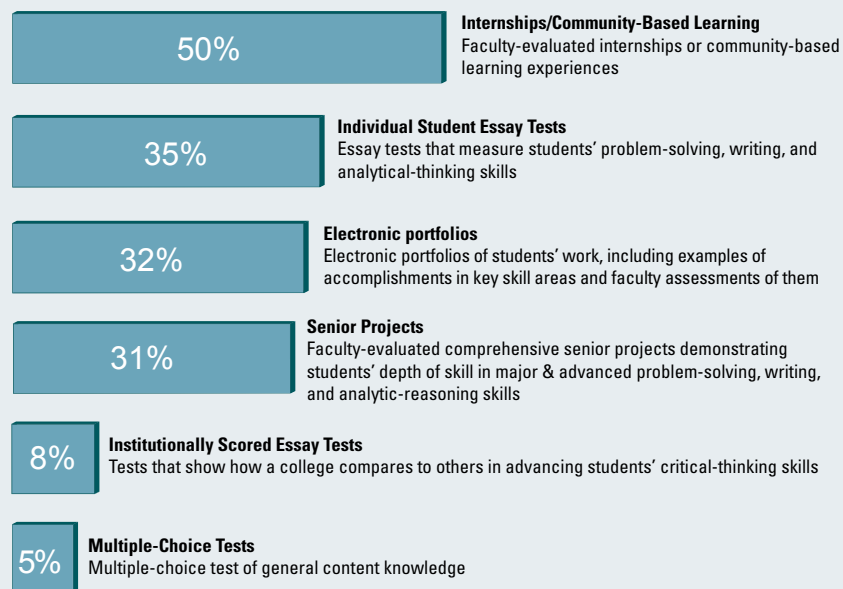 50%
Internships/Community-Based Learning
Faculty-evaluated internships or community-based
learning experiences
35%
Individual Student Essay Tests
Essay tests that measure students’ problem-solving, writing, and
analytical-thinking skills
32%
Electronic portfolios
Electronic portfolios of students’ work, including examples of
accomplishments in key skill areas and faculty assessments of them
31%
Senior Projects
Faculty-evaluated comprehensive senior projects demonstrating
students’ depth of skill in major & advanced problem-solving, writing,
and analytic-reasoning skills
8%
Institutionally Scored Essay Tests
Tests that show how a college compares to others in advancing students’ critical-thinking skills
5%
Multiple-Choice Tests
Multiple-choice test of general content knowledge